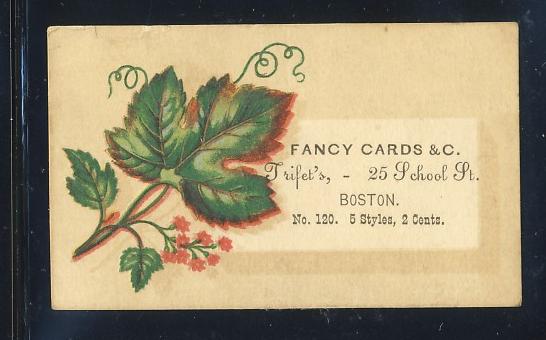 FANCY CARDS &C.
Trifet's, - 25 School St.
BOSTON.
No. 120. 5 Styles, 2 Cents.